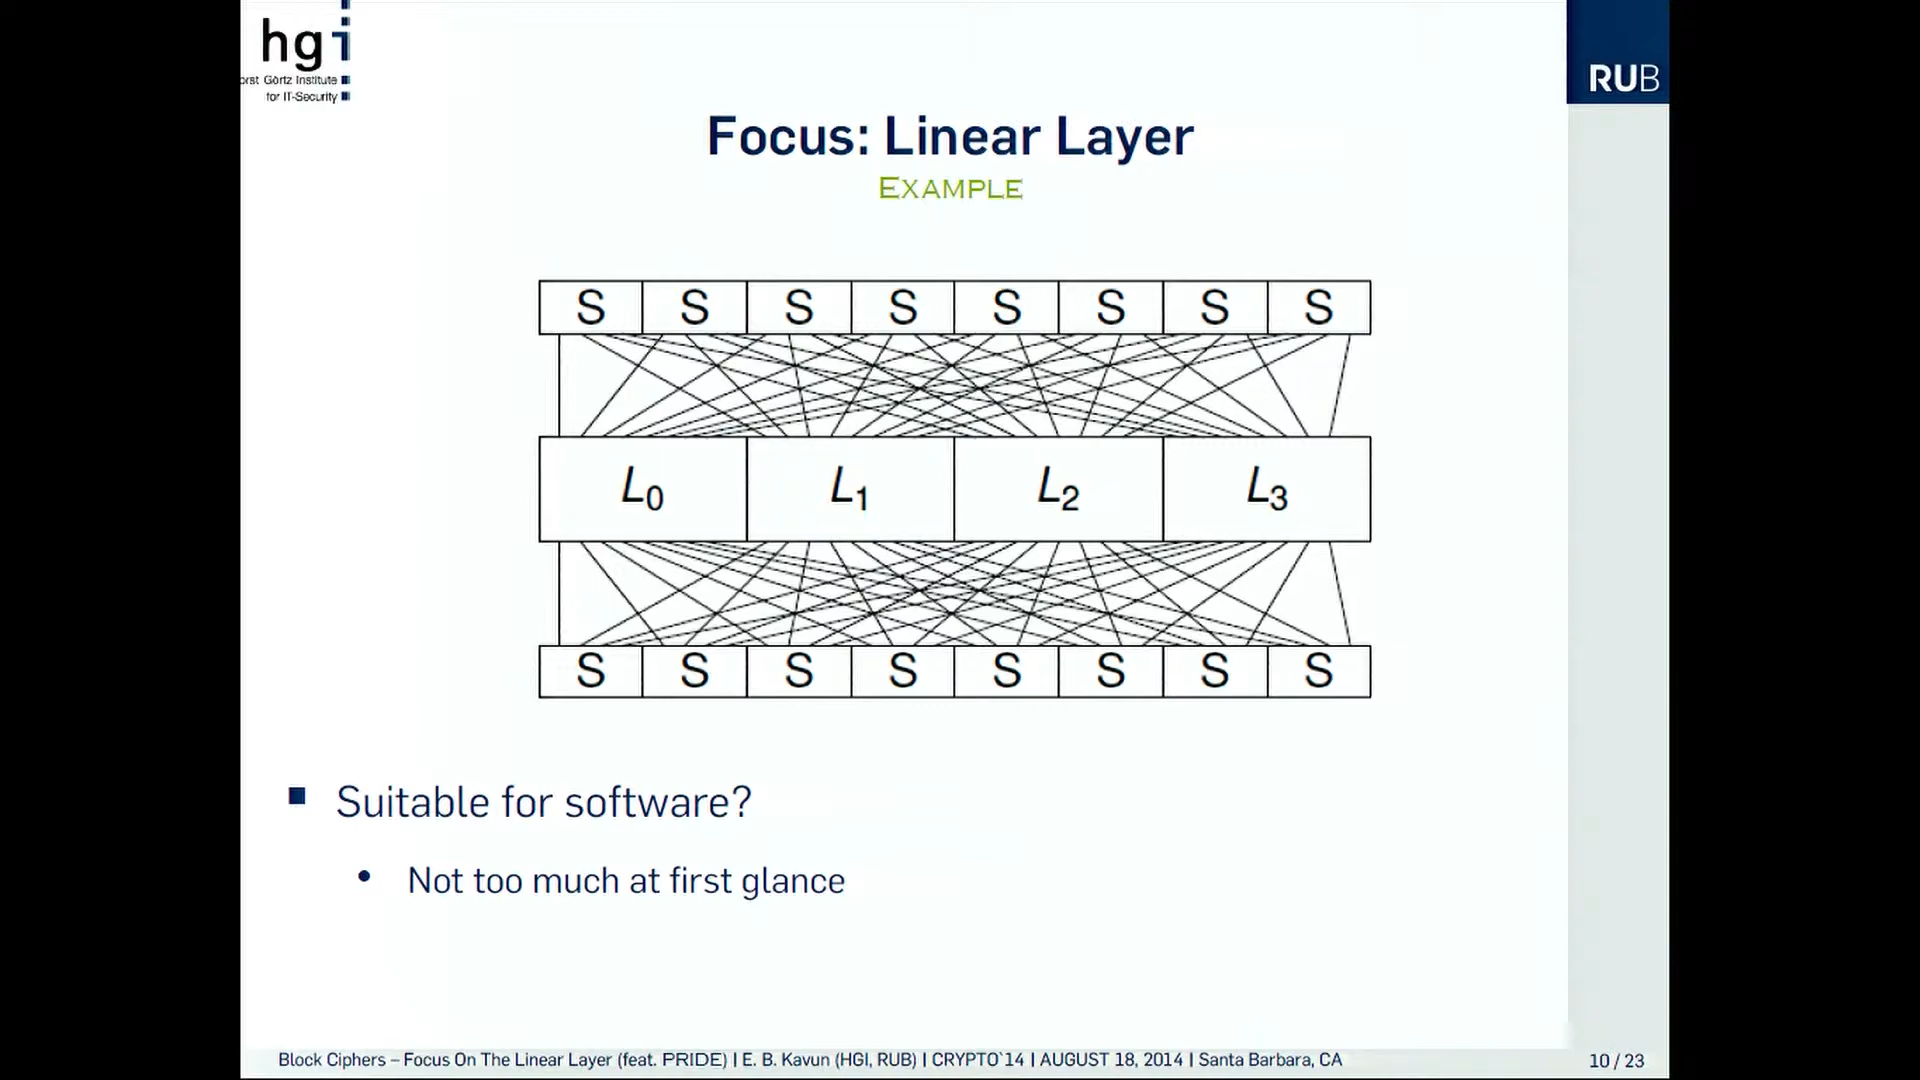 hgi
orst Görtz Institute
for IT-Security
RUB
Focus: Linear Layer
EXAMPLE
S S S S S S S S
L0 L1 L2 L3
S S S S S S S S
Suitable for software?
Not too much at first glance
Block Ciphers – Focus On The Linear Layer (feat. PRIDE) | E. B. Kavun (HGI, RUB) | CRYPTO`14 | AUGUST 18, 2014 | Santa Barbara, CA
10 / 23